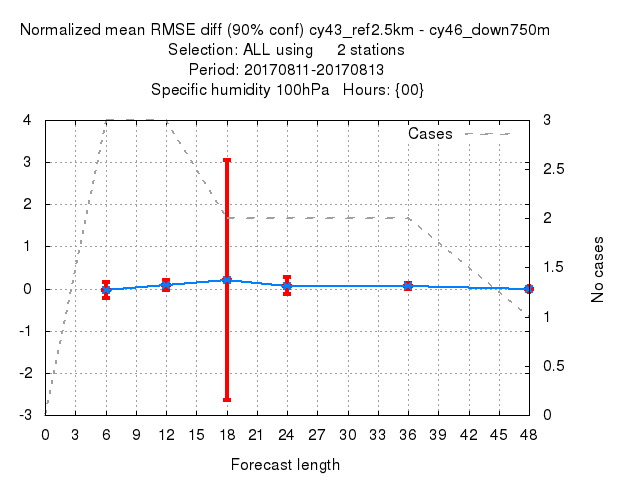 Normalized mean RMSE diff (90% conf) cy43_ref2.5km - cy46_down750m
Selection: ALL using 2 stations
Period: 20170811-20170813
Specific humidity 100hPa Hours: {00}
Cases
4
3
2
1
0
-1
-2
-3
3
2.5
2
1.5
1
0.5
0
No cases
0 3 6 9 12 15 18 21 24 27 30 33 36 39 42 45 48
Forecast length